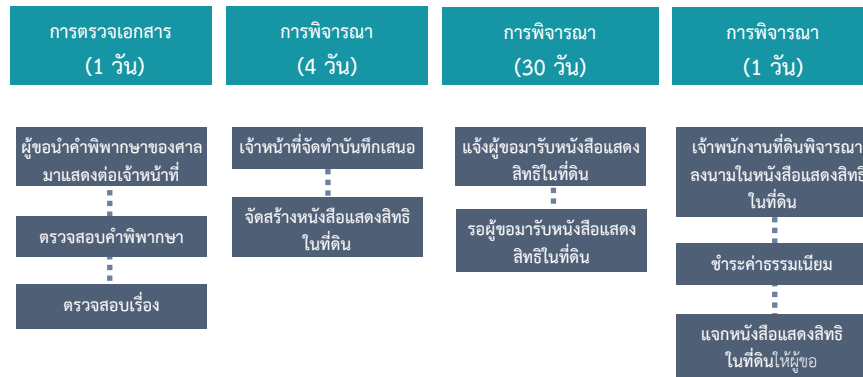 การตรวจเอกสาร
(1 วัน)
ผู้ขอนำคำพิพากษาของศาล
มาแสดงต่อเจ้าหน้าที่
ตรวจสอบคำพิพากษา
ตรวจสอบเรื่อง
การพิจารณา
(4 วัน)
เจ้าหน้าที่จัดทำบันทึกเสนอ
จัดสร้างหนังสือแสดงสิทธิ
ในที่ดิน
การพิจารณา
(30 วัน)
แจ้งผู้ขอมารับหนังสือแสดง
สิทธิในที่ดิน
รอผู้ขอมารับหนังสือแสดง
สิทธิในที่ดิน
การพิจารณา
(1 วัน)
เจ้าพนักงานที่ดินพิจารณา
ลงนามในหนังสือแสดงสิทธิ
ในที่ดิน
ชำระค่าธรรมเนียม
แจกหนังสือแสดงสิทธิ
ในที่ดินให้ผู้ขอ